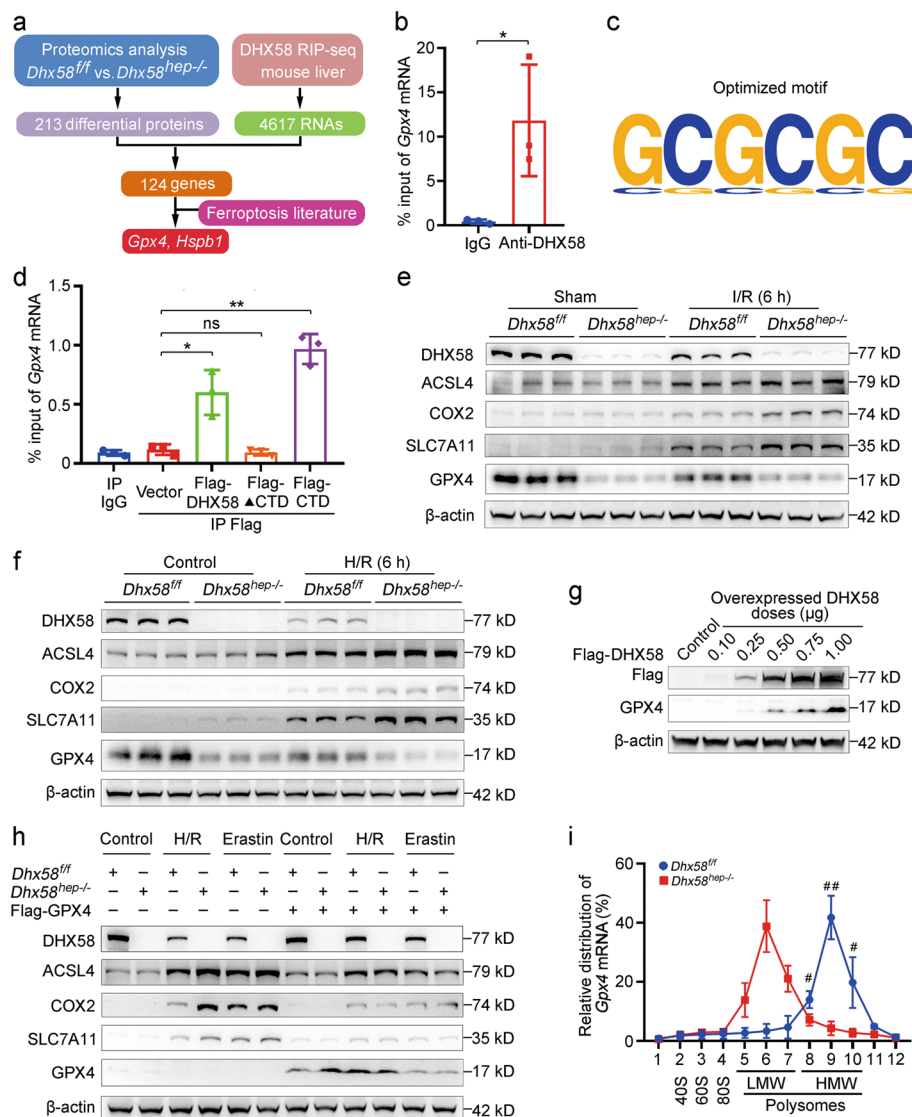 a
Proteomics analysis
Dhx58f/f vs. Dhx58hep-/-
DHX58 RIP-seq
mouse liver
213 differential proteins
4617 RNAs
124 genes
Ferroptosis literature
Gpx4, Hspb1
b
% input of Gpx4 mRNA
20
15
10
5
0
*
IgG
Anti-DHX58
c
Optimized motif
GCGCGC
d
% input of Gpx4 mRNA
1.5
1.0
0.5
0
**
ns
*
IP
IgG
Vector
Flag-
DHX58
Flag-
▲CTD
Flag-
CTD
IP Flag
e
Sham
I/R (6 h)
Dhx58f/f Dhx58hep-/- Dhx58f/f Dhx58hep-/-
DHX58 77 kD
ACSL4 79 kD
COX2 74 kD
SLC7A11 35 kD
GPX4 17 kD
β-actin 42 kD
f
Control
H/R (6 h)
Dhx58f/f Dhx58hep-/- Dhx58f/f Dhx58hep-/-
DHX58 77 kD
ACSL4 79 kD
COX2 74 kD
SLC7A11 35 kD
GPX4 17 kD
β-actin 42 kD
g
Overexpressed DHX58
doses (μg)
Flag-DHX58 Control 0.10 0.25 0.50 0.75 1.00
Flag 77 kD
GPX4 17 kD
β-actin 42 kD
h
Control H/R Erastin Control H/R Erastin
Dhx58f/f + − + − + − + − + − + −
Dhx58hep-/- − + − + − + − + − + − +
Flag-GPX4 − − − − − − + + + + + +
DHX58 77 kD
ACSL4 79 kD
COX2 74 kD
SLC7A11 35 kD
GPX4 17 kD
β-actin 42 kD
i
Relative distribution of
Gpx4 mRNA (%)
60
40
20
0
Dhx58f/f
Dhx58hep-/-
##
#
#
1 2 3 4 5 6 7 8 9 10 11 12
40S 60S 80S
LMW HMW
Polysomes